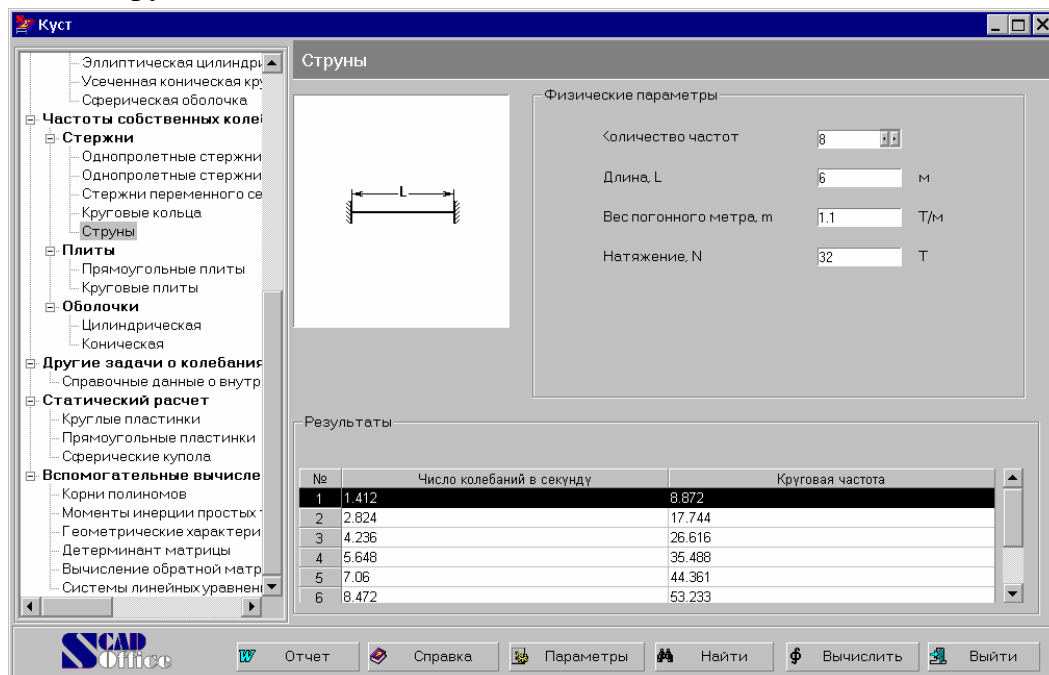 Куст
Эллиптическая цилиндри
Усеченная коническая кру
Сферическая оболочка
Частоты собственных коле
Стержни
Однопролетные стержни
Однопролетные стержни
Стержни переменного се
Круговые кольца
Струны
Плиты
Прямоугольные плиты
Круговые плиты
Оболочки
Цилиндрическая
Коническая
Другие задачи о колебания
Справочные данные о внутр
Статический расчет
Круглые пластинки
Прямоугольные пластинки
Сферические купола
Вспомогательные вычисле
Корни полиномов
Моменты инерции простых
Геометрические характери
Детерминант матрицы
Вычисление обратной матр
Системы линейных уравнени
Струны
L
Физические параметры
Количество частот 8
Длина, L 6 м
Вес погонного метра, m 1.1 Т/м
Натяжение, N 32 Т
Результаты
№ Число колебаний в секунду Круговая частота
1 1.412 8.872
2 2.824 17.744
3 4.236 26.616
4 5.648 35.488
5 7.06 44.361
6 8.472 53.233
SCAD Office
Отчет Справка Параметры Найти Вычислить Выйти